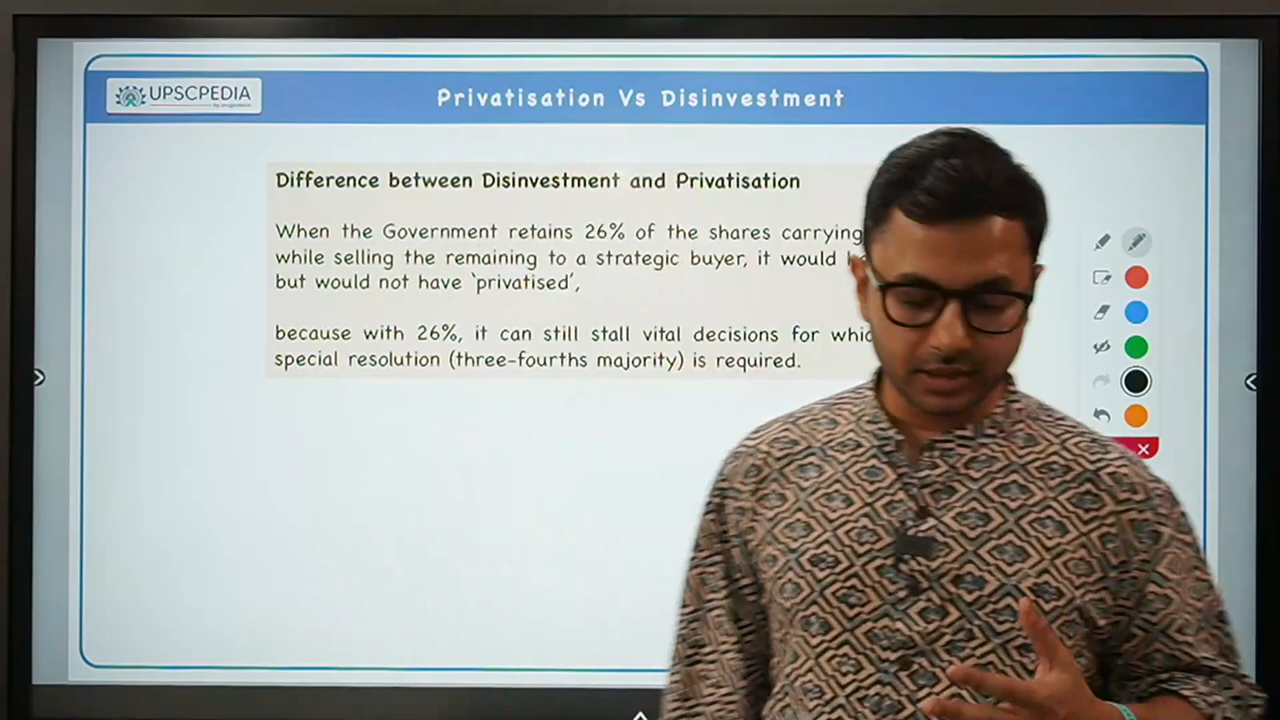 UPSCPEDIA
Privatisation Vs Disinvestment
Difference between Disinvestment and Privatisation
When the Government retains 26% of the shares carrying
while selling the remaining to a strategic buyer, it would
but would not have ‘privatised’,
because with 26%, it can still stall vital decisions for
special resolution (three-fourths majority) is required.